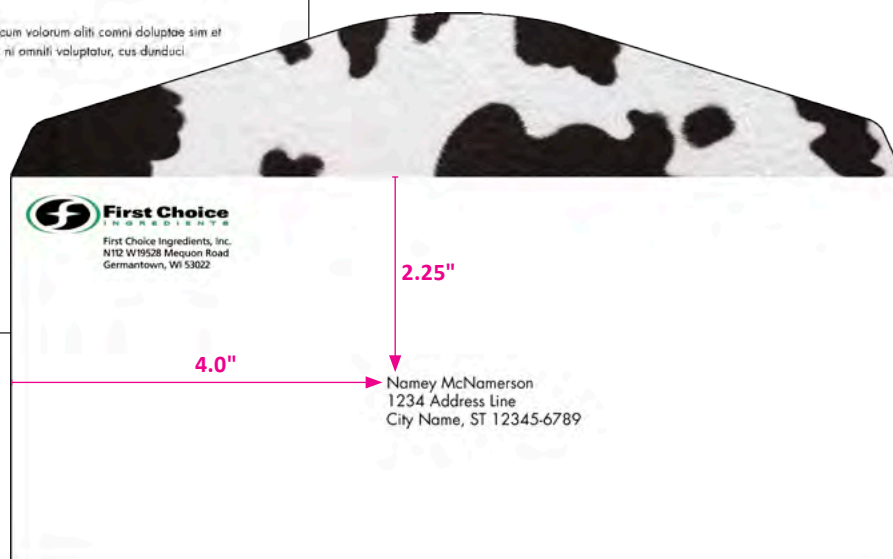 cum volorum aliti comni doluptae sim et
ni omniti voluptatur, cus dunduci
First Choice
INGREDIENTS
First Choice Ingredients, Inc.
N112 W19528 Mequon Road
Germantown, WI 53022
2.25"
4.0"
Namey McNamerson
1234 Address Line
City Name, ST 12345-6789